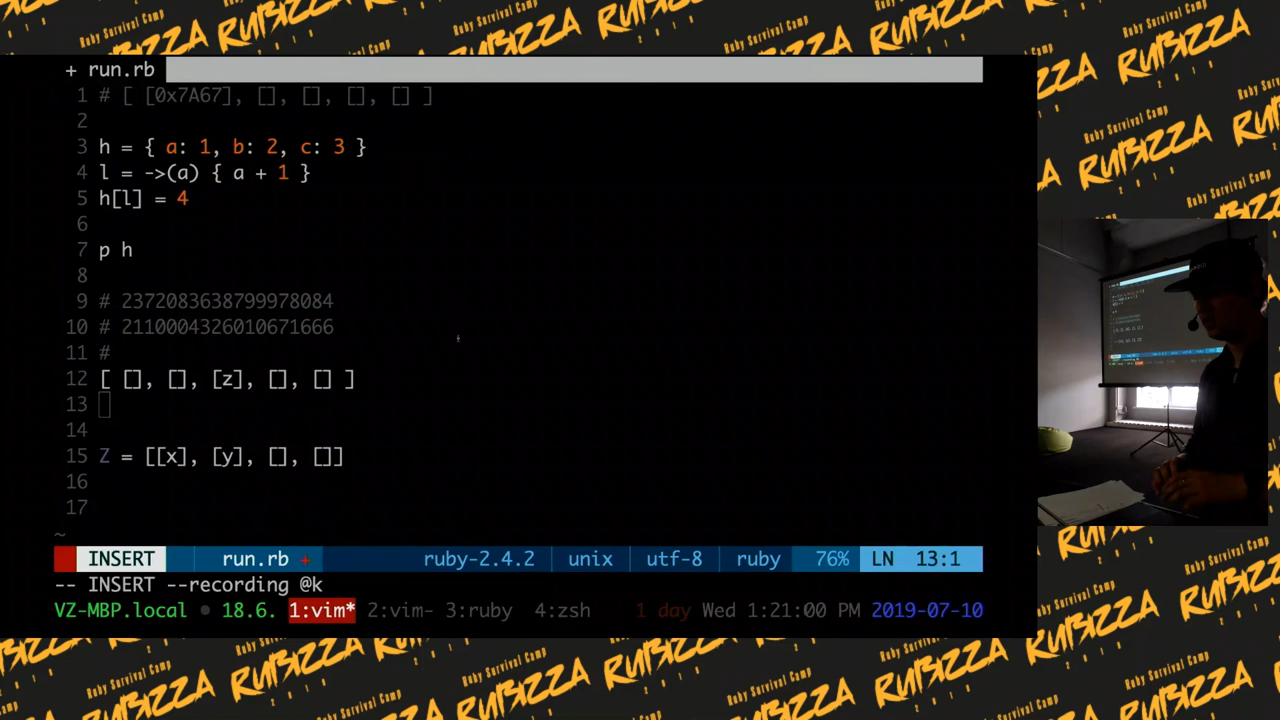 Ruby Survival Camp
RUBIZZA
2019
+ run.rb
1 # [ [0x7A67], [], [], [], [] ]
2
3 h = { a: 1, b: 2, c: 3 }
4 l = ->(a) { a + 1 }
5 h[l] = 4
6
7 p h
8
9 # 2372083638799978084
10 # 2110004326010671666
11 #
12 [ [], [], [z], [], [] ]
13
14
15 Z = [[x], [y], [], []]
16
17
~
INSERT run.rb + ruby-2.4.2 unix utf-8 ruby 76% LN 13:1
-- INSERT --recording @k
VZ-MBP.local • 18.6. 1:vim* 2:vim- 3:ruby 4:zsh 1 day Wed 1:21:00 PM 2019-07-10